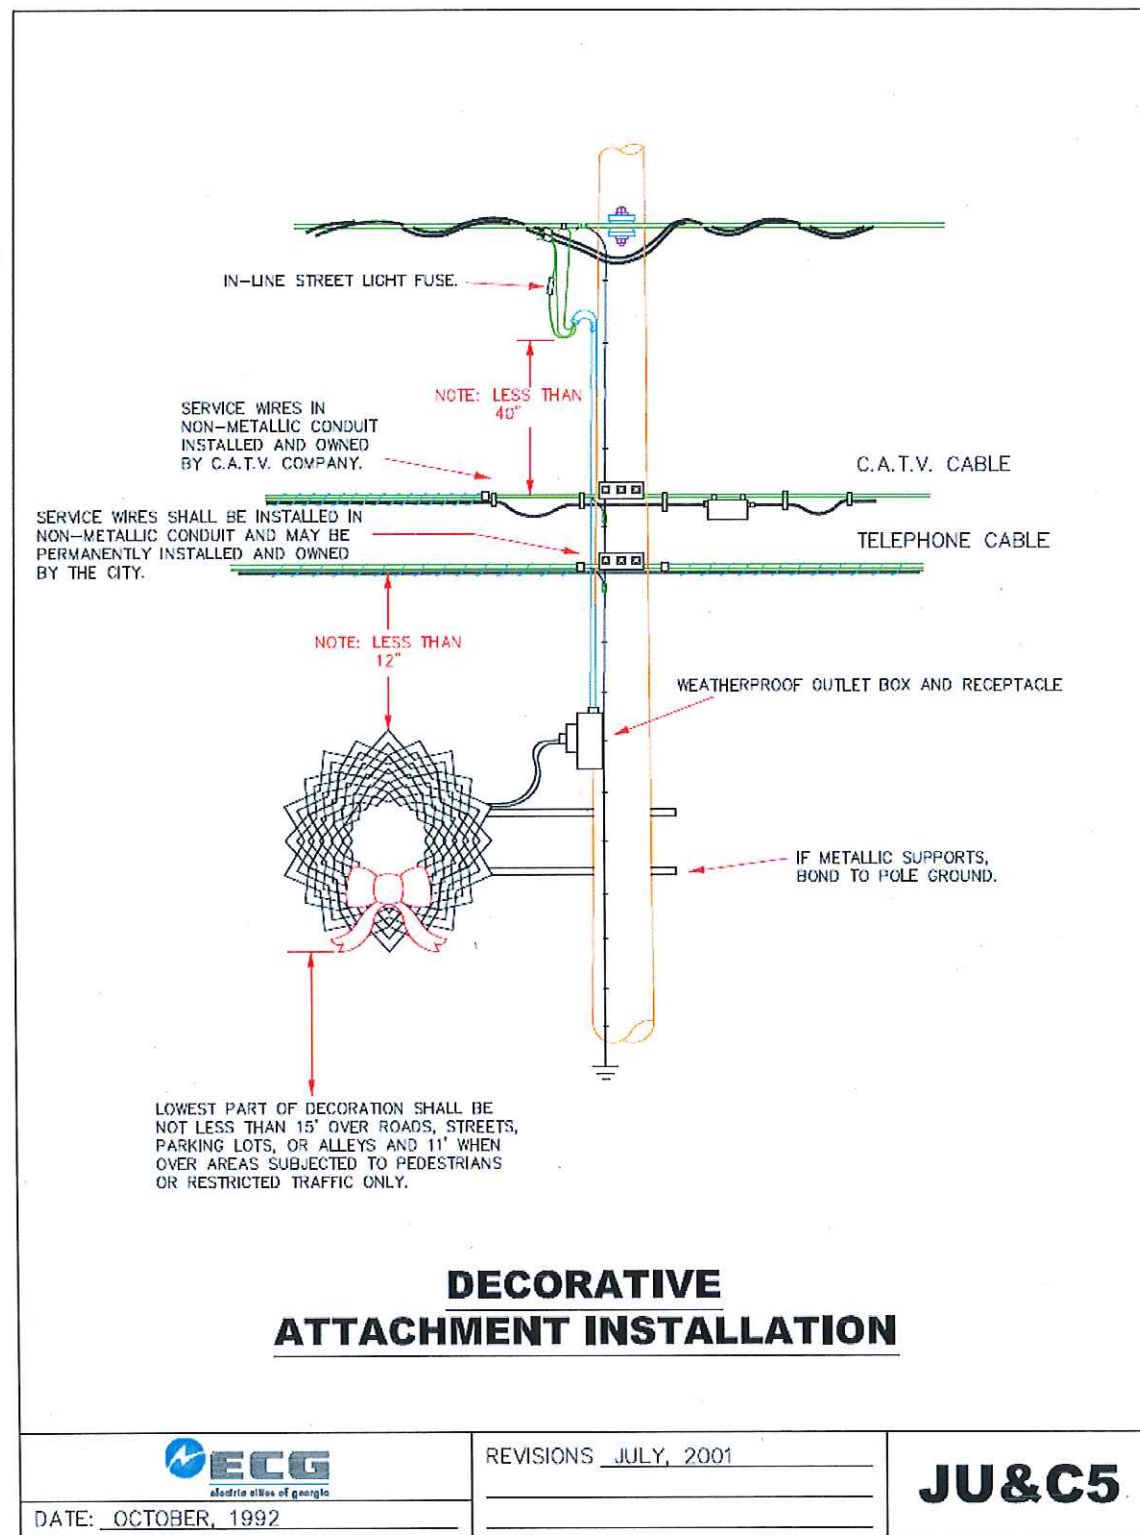 IN-LINE STREET LIGHT FUSE.
NOTE: LESS THAN
40"
SERVICE WIRES IN
NON-METALLIC CONDUIT
INSTALLED AND OWNED
BY C.A.T.V. COMPANY.
C.A.T.V. CABLE
SERVICE WIRES SHALL BE INSTALLED IN
NON-METALLIC CONDUIT AND MAY BE
PERMANENTLY INSTALLED AND OWNED
BY THE CITY.
TELEPHONE CABLE
NOTE: LESS THAN
12"
WEATHERPROOF OUTLET BOX AND RECEPTACLE
IF METALLIC SUPPORTS,
BOND TO POLE GROUND.
LOWEST PART OF DECORATION SHALL BE
NOT LESS THAN 15' OVER ROADS, STREETS,
PARKING LOTS, OR ALLEYS AND 11' WHEN
OVER AREAS SUBJECTED TO PEDESTRIANS
OR RESTRICTED TRAFFIC ONLY.
DECORATIVE
ATTACHMENT INSTALLATION
ECG
electric cities of georgia
DATE: OCTOBER, 1992
REVISIONS JULY, 2001
JU&C5